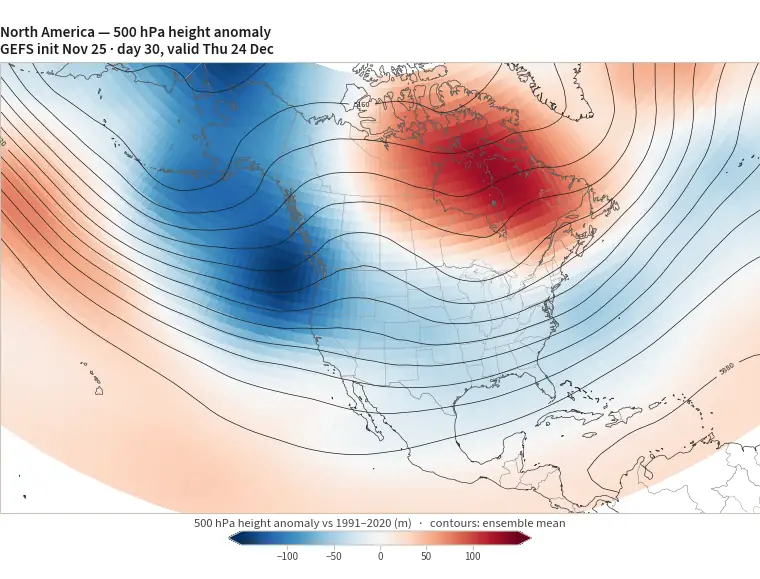 North America — 500 hPa height anomaly
GEFS init Nov 25 · day 30, valid Thu 24 Dec
5160
5880
500 hPa height anomaly vs 1991–2020 (m)   ·   contours: ensemble mean
−100   −50   0   50   100